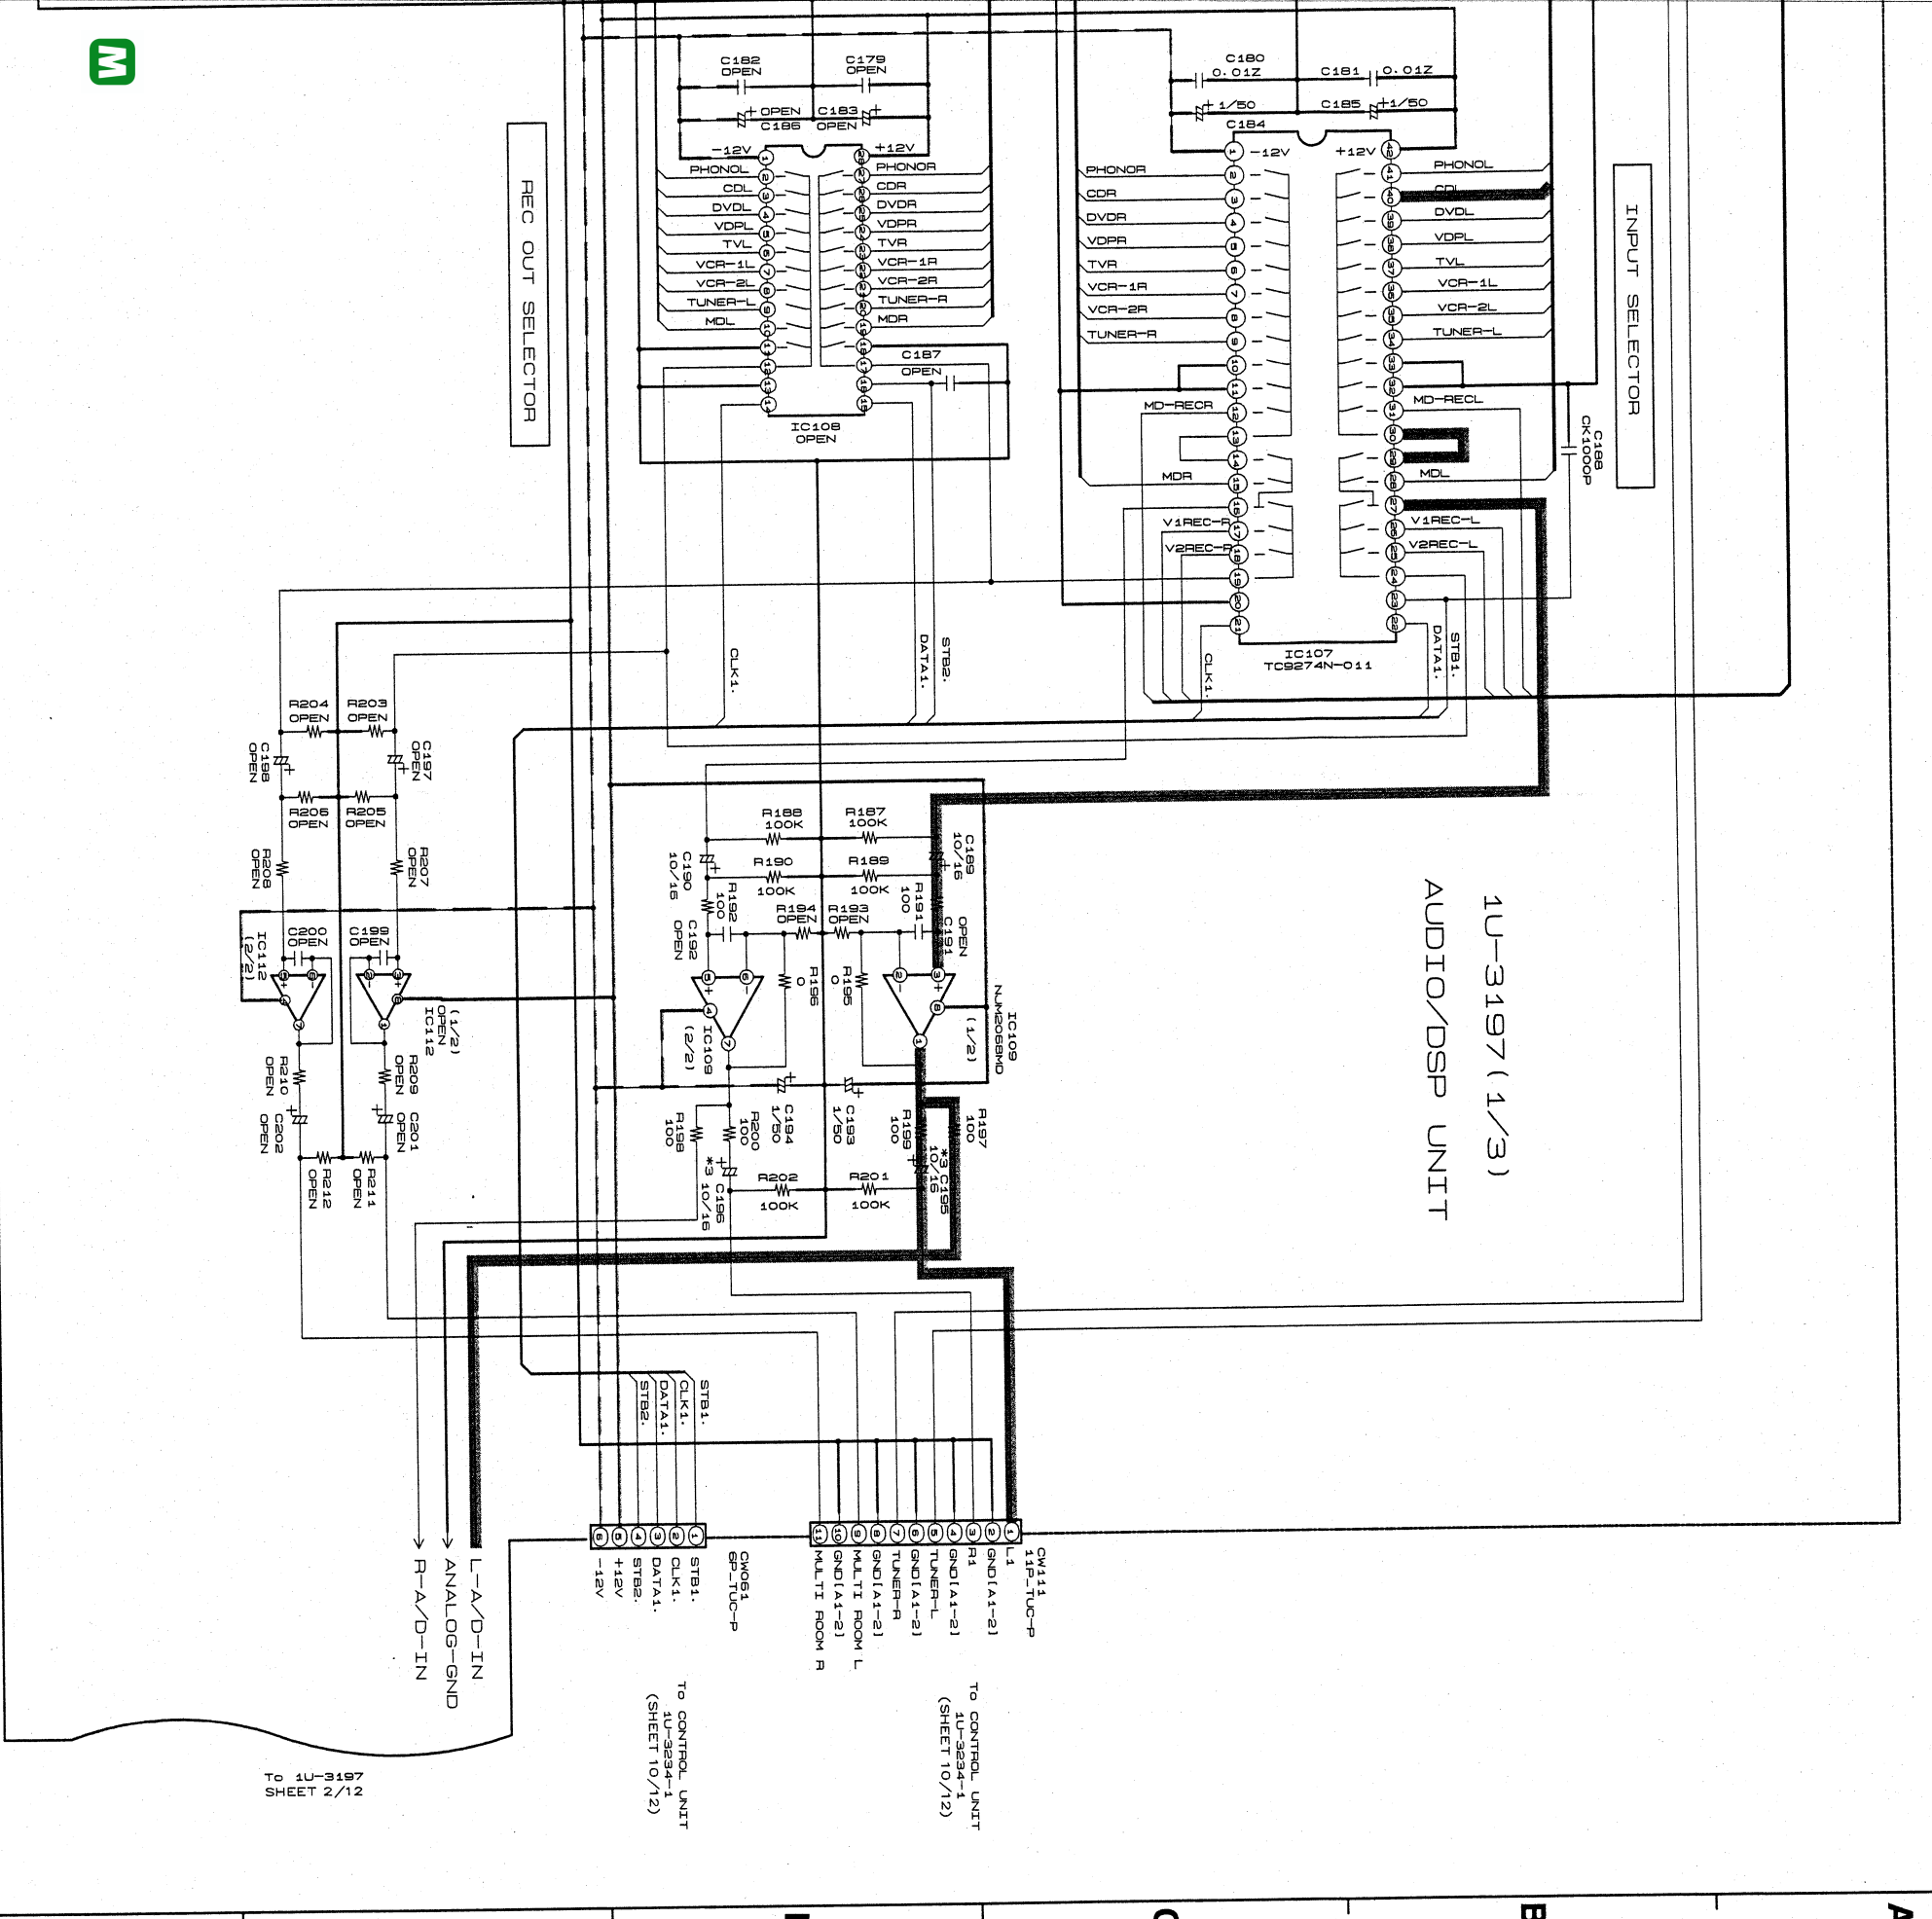 M
C182
OPEN
C179
OPEN
OPEN
C186
C183
OPEN
C180
0.01Z
C181
0.01Z
1/50
C184
C185
1/50
REC OUT SELECTOR
INPUT SELECTOR
-12V
+12V
PHONOL
CDL
DVDL
VDPL
TVL
VCR-1L
VCR-2L
TUNER-L
MDL
PHONOR
CDR
DVDR
VDPR
TVR
VCR-1R
VCR-2R
TUNER-R
MDR
C187
OPEN
IC108
OPEN
-12V
+12V
PHONOR
CDR
DVDR
VDPR
TVR
VCR-1R
VCR-2R
TUNER-R
MD-RECR
MDR
V1REC-R
V2REC-R
PHONOL
CDL
DVDL
VDPL
TVL
VCR-1L
VCR-2L
TUNER-L
MD-RECL
MDL
V1REC-L
V2REC-L
C188
CK1000P
IC107
TC9274N-011
CLK1.
DATA1.
STB2.
CLK1.
DATA1.
STB1.
R204
OPEN
R203
OPEN
C198
OPEN
C197
OPEN
R206
OPEN
R205
OPEN
R208
OPEN
R207
OPEN
C200
OPEN
C199
OPEN
IC112
(2/2)
(1/2)
OPEN
IC112
R210
OPEN
R209
OPEN
C202
OPEN
C201
OPEN
R212
OPEN
R211
OPEN
R188
100K
R187
100K
C190
10/16
C189
10/16
R190
100K
R189
100K
R192
100
R191
100
R194
OPEN
R193
OPEN
C192
OPEN
OPEN
C191
R196
0
R195
0
IC109
(2/2)
IC109
NJM2068MD
(1/2)
R198
100
R200
100
C194
1/50
C193
1/50
R199
100
R197
100
*3
C196
10/16
*3 C195
10/16
R202
100K
R201
100K
1U-3197(1/3)
AUDIO/DSP UNIT
STB1.
CLK1.
DATA1.
STB2.
CW061
6P_TUC-P
STB1.
CLK1.
DATA1.
STB2.
+12V
-12V
CW111
11P_TUC-P
L1
GND[A1-2]
R1
GND[A1-2]
TUNER-L
GND[A1-2]
TUNER-R
GND[A1-2]
MULTI ROOM L
GND[A1-2]
MULTI ROOM R
L-A/D-IN
ANALOG-GND
R-A/D-IN
To CONTROL UNIT
1U-3234-1
(SHEET 10/12)
To CONTROL UNIT
1U-3234-1
(SHEET 10/12)
To 1U-3197
SHEET 2/12
C
B
A